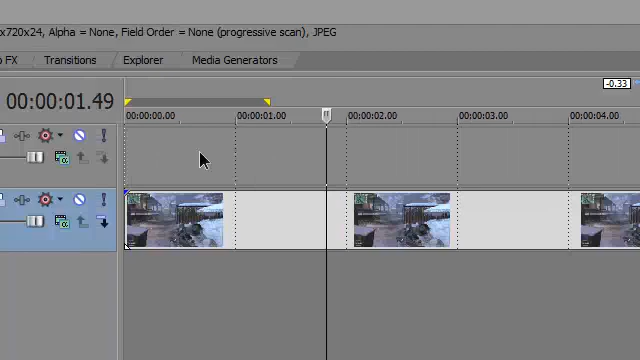 x720x24, Alpha = None, Field Order = None (progressive scan), JPEG
o FX Transitions Explorer Media Generators
-0.33
00:00:01.49
00:00:00.00 00:00:01.00 00:00:02.00 00:00:03.00 00:00:04.00